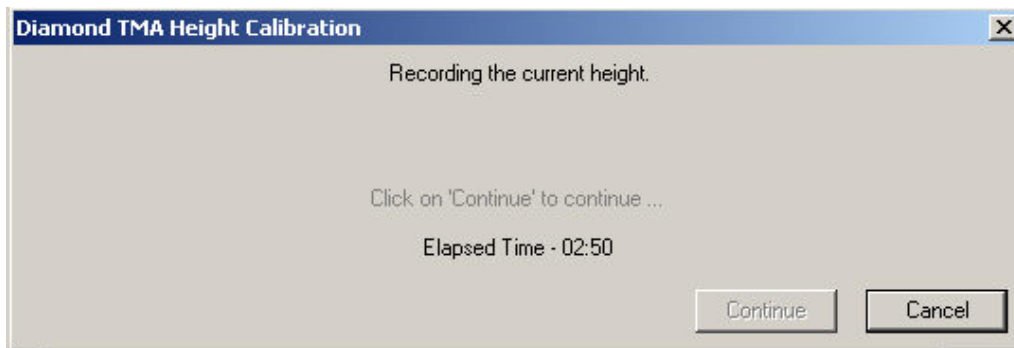 Diamond TMA Height Calibration
Recording the current height.
Click on 'Continue' to continue ...
Elapsed Time - 02:50
Continue
Cancel